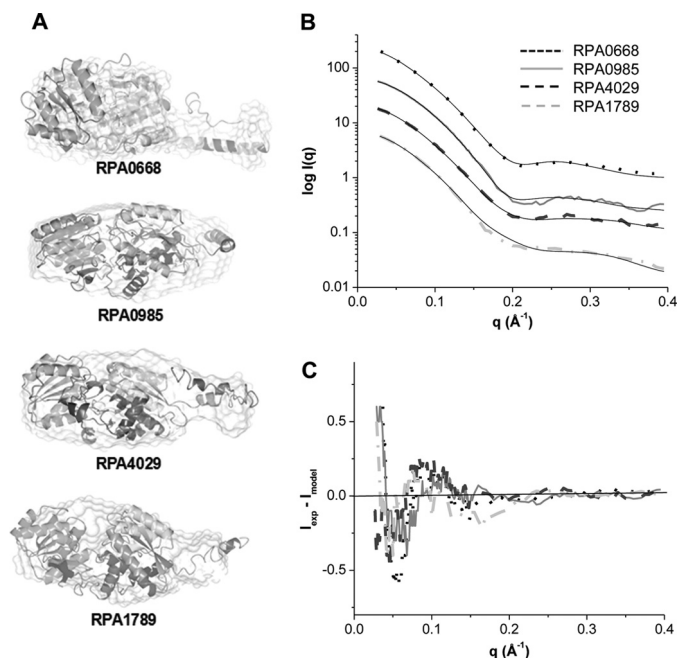 A
RPA0668
RPA0985
RPA4029
RPA1789
B
RPA0668
RPA0985
RPA4029
RPA1789
log I(q)
100
10
1
0.1
0.01
0.0 0.1 0.2 0.3 0.4
q (Å⁻¹)
C
I exp - I model
0.5
0.0
-0.5
0.0 0.1 0.2 0.3 0.4
q (Å⁻¹)